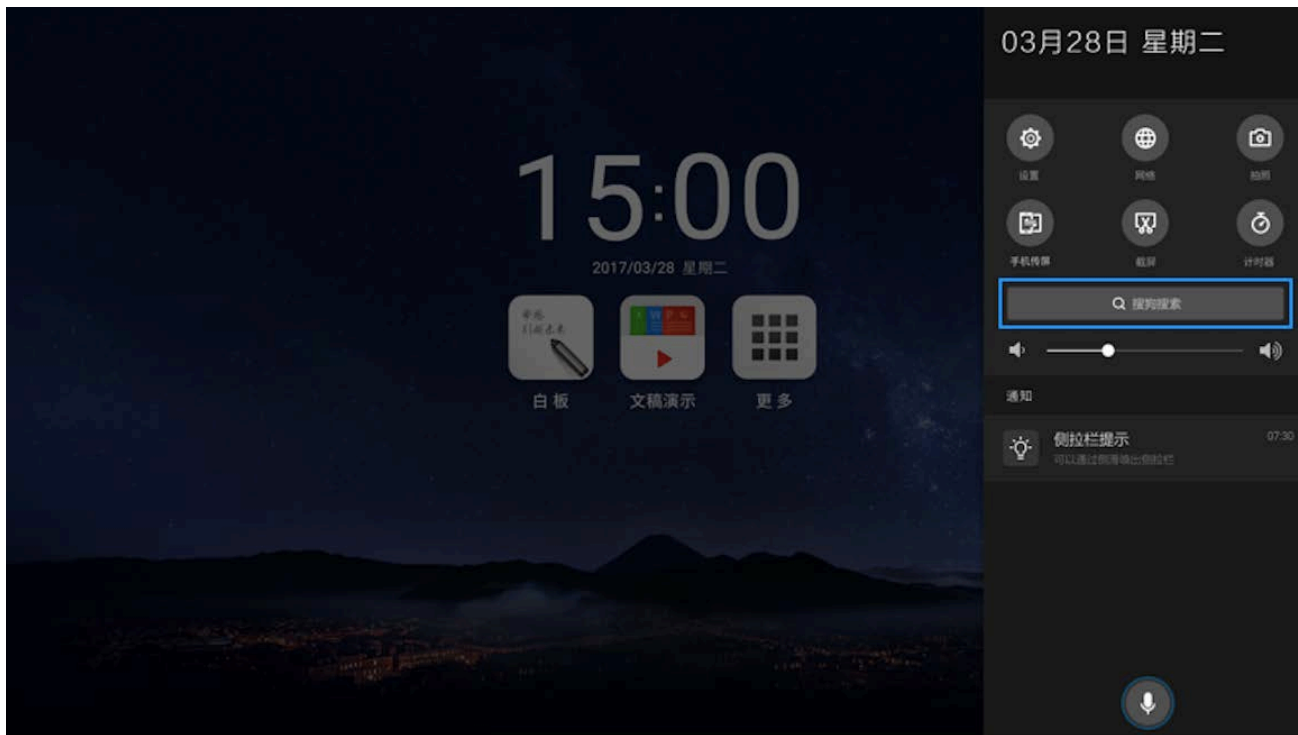 03月28日 星期二
15:00
2017/03/28 星期二
白板
文稿演示
更多
设置
网络
拍照
手机传屏
截屏
计时器
搜狗搜索
通知
侧拉栏提示
07:30
可以通过侧滑唤出侧拉栏
W P G